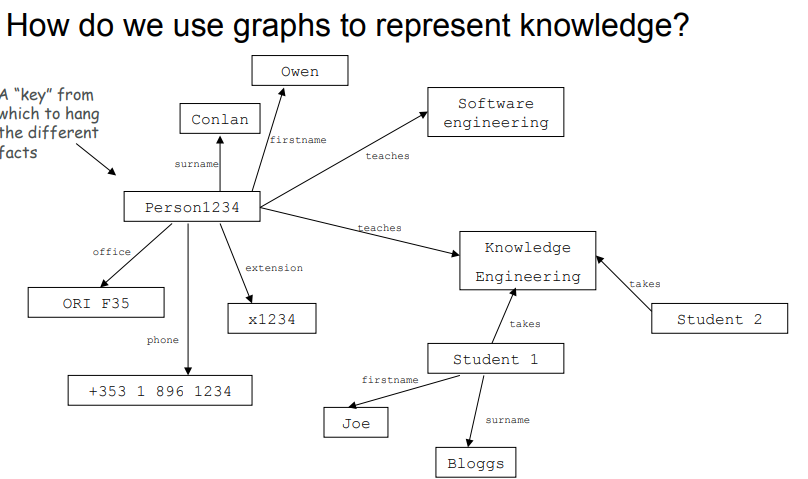 How do we use graphs to represent knowledge?
A “key” from
which to hang
the different
facts
Owen
Conlan
firstname
surname
Software
engineering
teaches
Person1234
teaches
office
extension
Knowledge
Engineering
ORI F35
x1234
phone
takes
Student 2
takes
Student 1
+353 1 896 1234
firstname
Joe
surname
Bloggs